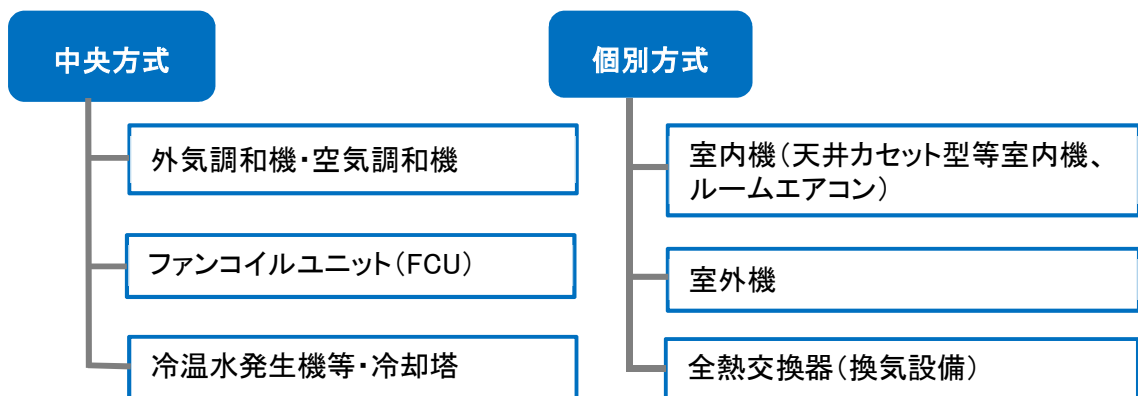 中央方式
外気調和機・空気調和機
ファンコイルユニット(FCU)
冷温水発生機等・冷却塔
個別方式
室内機(天井カセット型等室内機、
ルームエアコン)
室外機
全熱交換器(換気設備)